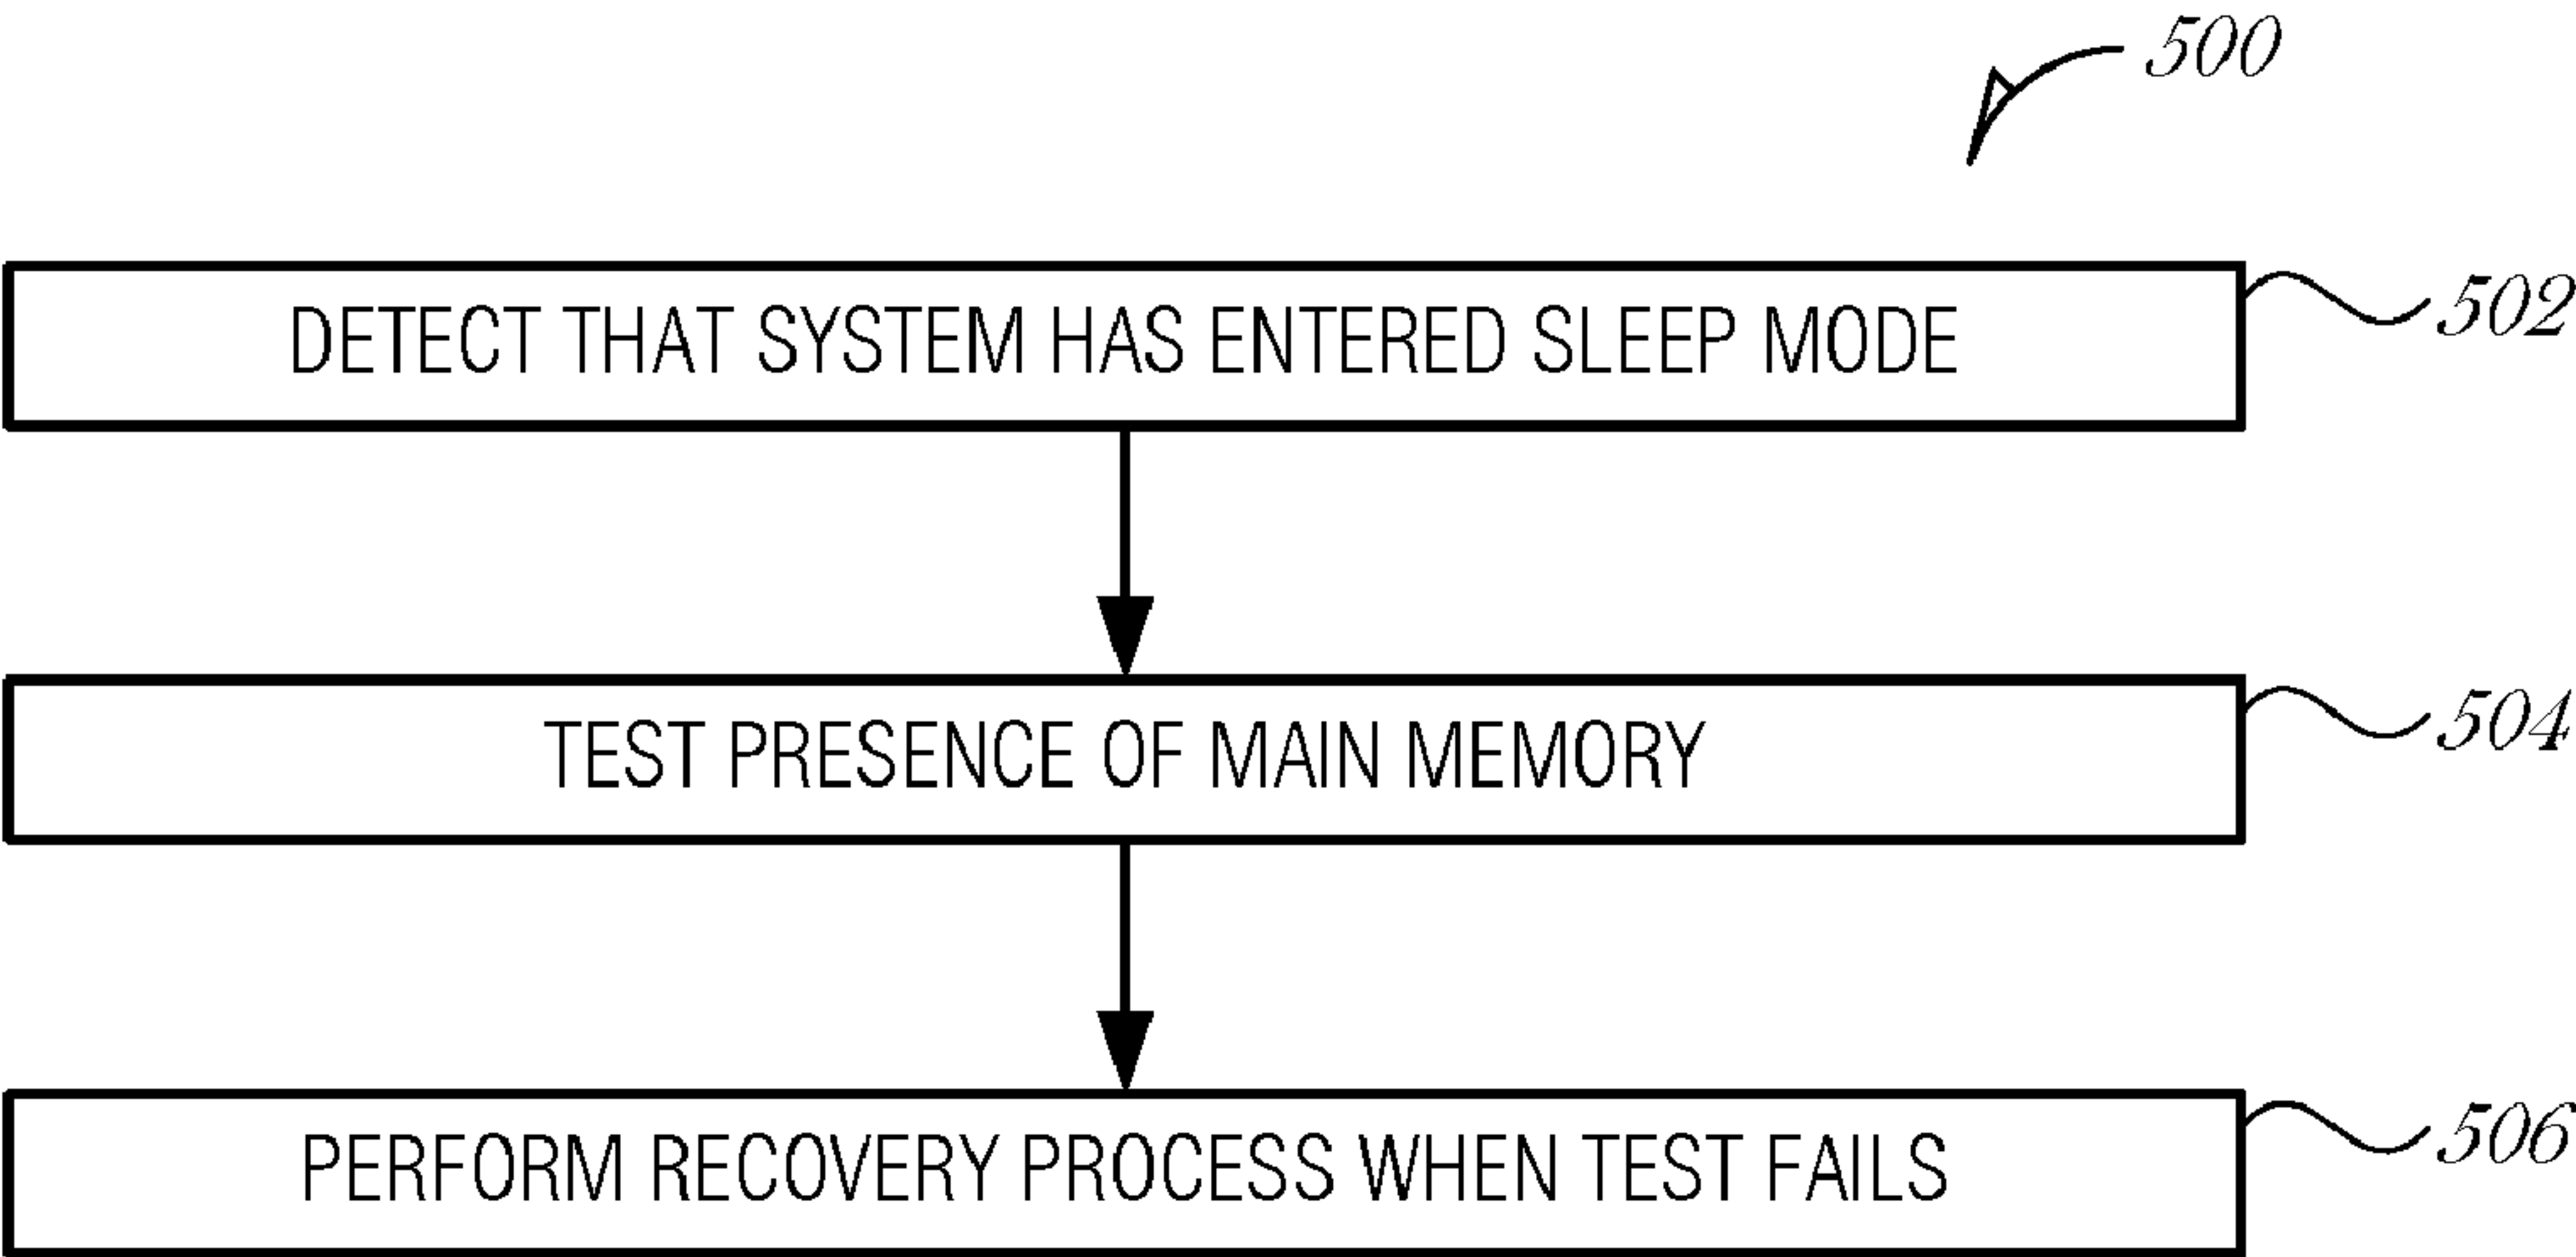 500
DETECT THAT SYSTEM HAS ENTERED SLEEP MODE
502
TEST PRESENCE OF MAIN MEMORY
504
PERFORM RECOVERY PROCESS WHEN TEST FAILS
506